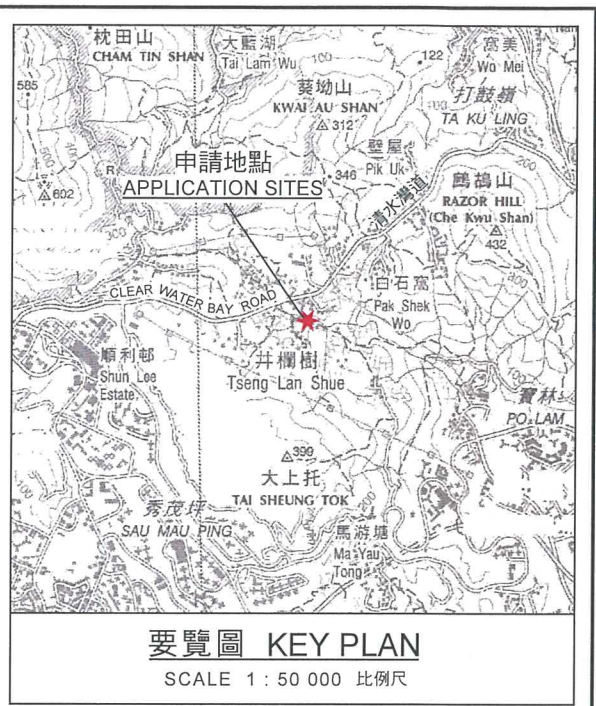 枕田山
CHAM TIN SHAN
大藍湖
Tai Lam Wu
100
122
窩美
Wo Mei
585
葵坳山
KWAI AU SHAN
312
打鼓嶺
TA KU LING
申請地點
APPLICATION SITES
346
壁屋
Pik Uk
鷓鴣山
RAZOR HILL
(Che Kwu Shan)
432
602
清水灣道
CLEAR WATER BAY ROAD
白石窩
Pak Shek
Wo
順利邨
Shun Lee
Estate
井欄樹
Tseng Lan Shue
寶林
PO LAM
399
大上托
TAI SHEUNG TOK
秀茂坪
SAU MAU PING
馬游塘
Ma Yau
Tong
要覽圖 KEY PLAN
SCALE 1 : 50 000 比例尺